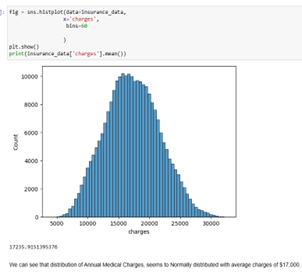 fig = sns.histplot(data=insurance_data,
x='charges',
bins=60
)
plt.show()
print(insurance_data['charges'].mean())
10000
8000
6000
4000
2000
0
Count
5000 10000 15000 20000 25000 30000
charges
17235.9151395376
We can see that distribution of Annual Medical Charges, seems to Normally distributed with average charges of $17,000.